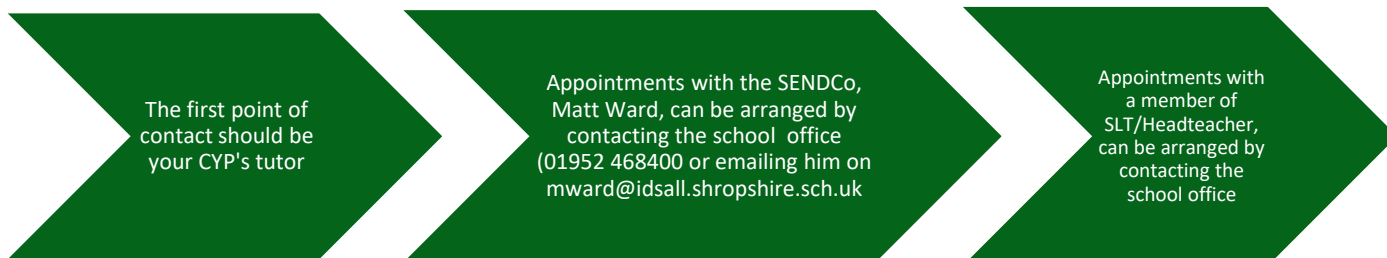 The first point of
contact should be
your CYP's tutor
Appointments with the SENDCo,
Matt Ward, can be arranged by
contacting the school  office
(01952 468400 or emailing him on
mward@idsall.shropshire.sch.uk
Appointments with
a member of
SLT/Headteacher,
can be arranged by
contacting the
school office